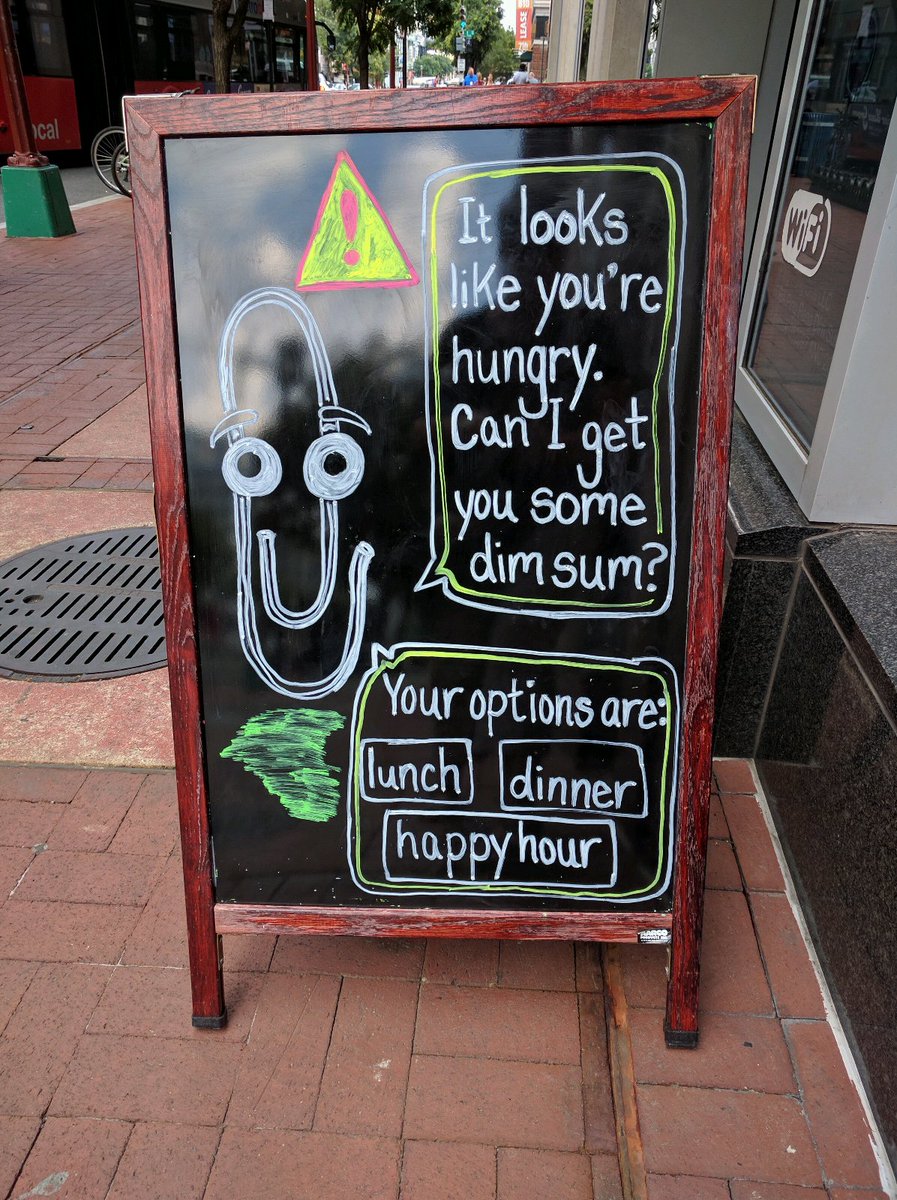 It looks
like you're
hungry.
Can I get
you some
dim sum?
Your options are:
lunch
dinner
happy hour
WiFi
ocal
LEASE